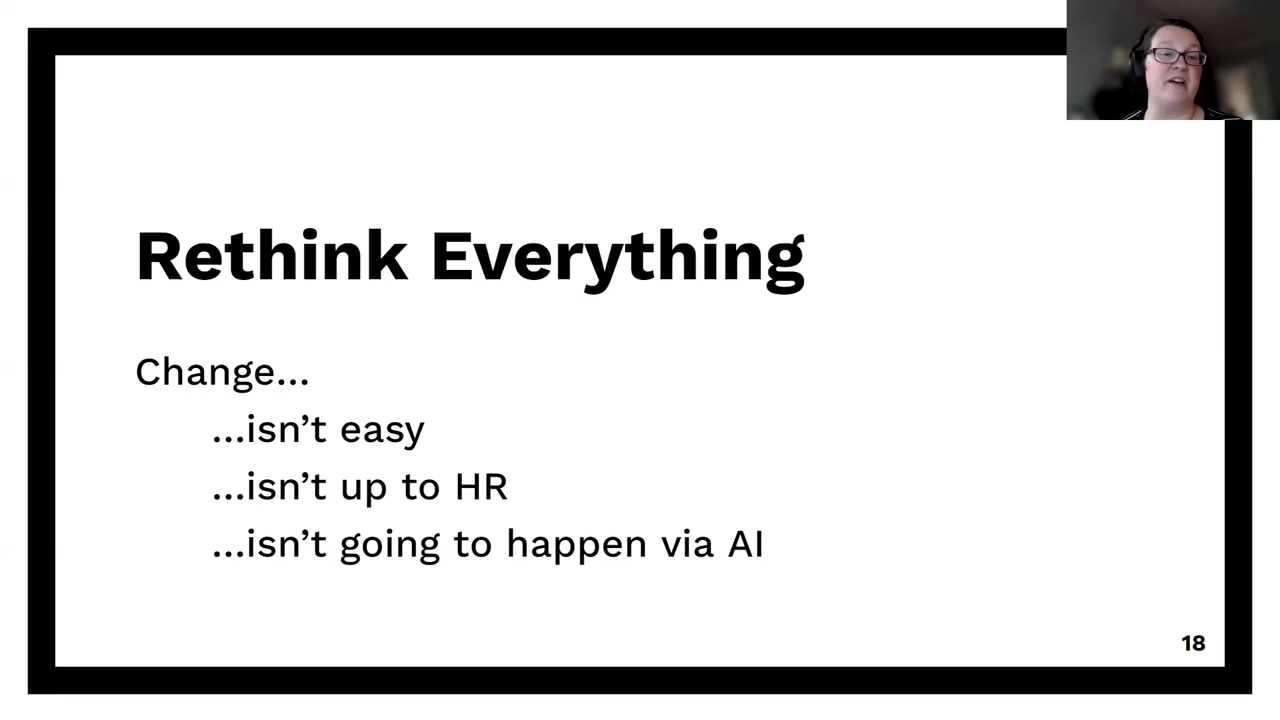 Rethink Everything
Change...
...isn’t easy
...isn’t up to HR
...isn’t going to happen via AI
18